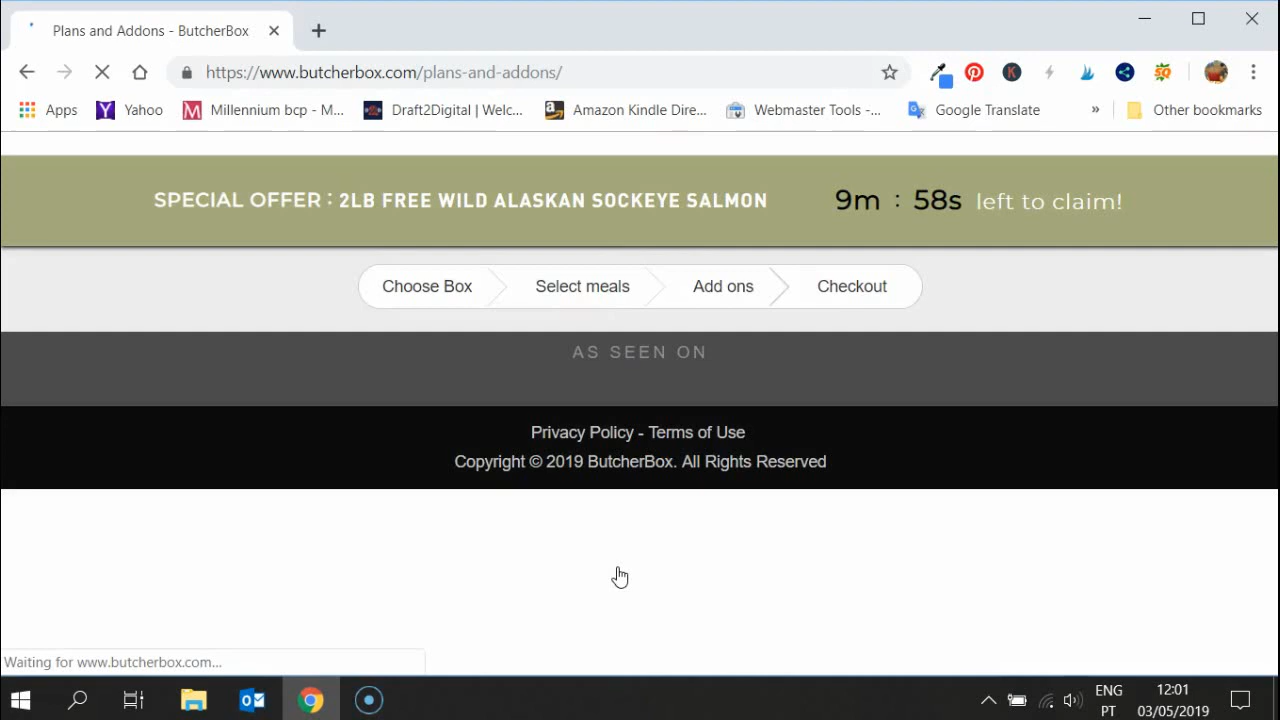 Plans and Addons - ButcherBox
https://www.butcherbox.com/plans-and-addons/
Apps Yahoo Millennium bcp - M... Draft2Digital | Welc... Amazon Kindle Dire... Webmaster Tools -... Google Translate » Other bookmarks
SPECIAL OFFER : 2LB FREE WILD ALASKAN SOCKEYE SALMON 9m : 58s left to claim!
Choose Box Select meals Add ons Checkout
AS SEEN ON
Privacy Policy - Terms of Use
Copyright © 2019 ButcherBox. All Rights Reserved
Waiting for www.butcherbox.com...
ENG 12:01
PT 03/05/2019